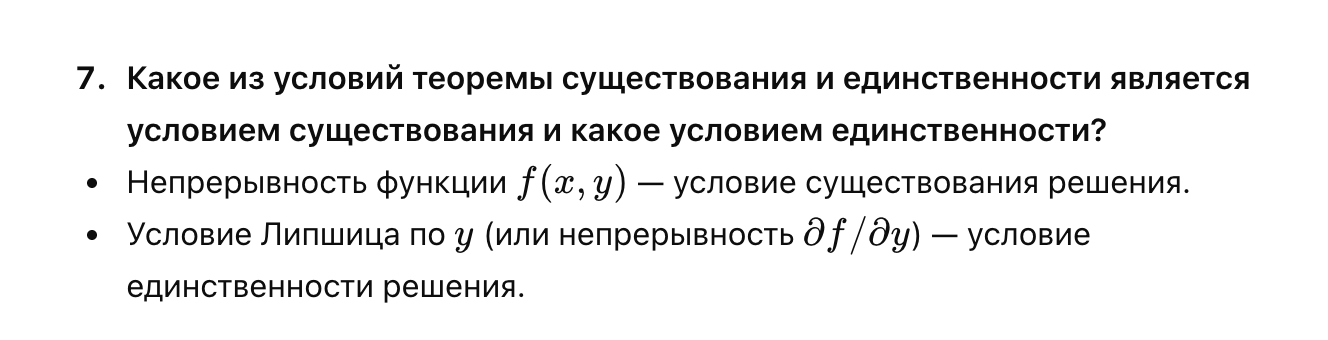 7. Какое из условий теоремы существования и единственности является
условием существования и какое условием единственности?
• Непрерывность функции f(x, y) — условие существования решения.
• Условие Липшица по y (или непрерывность ∂f/∂y) — условие
единственности решения.